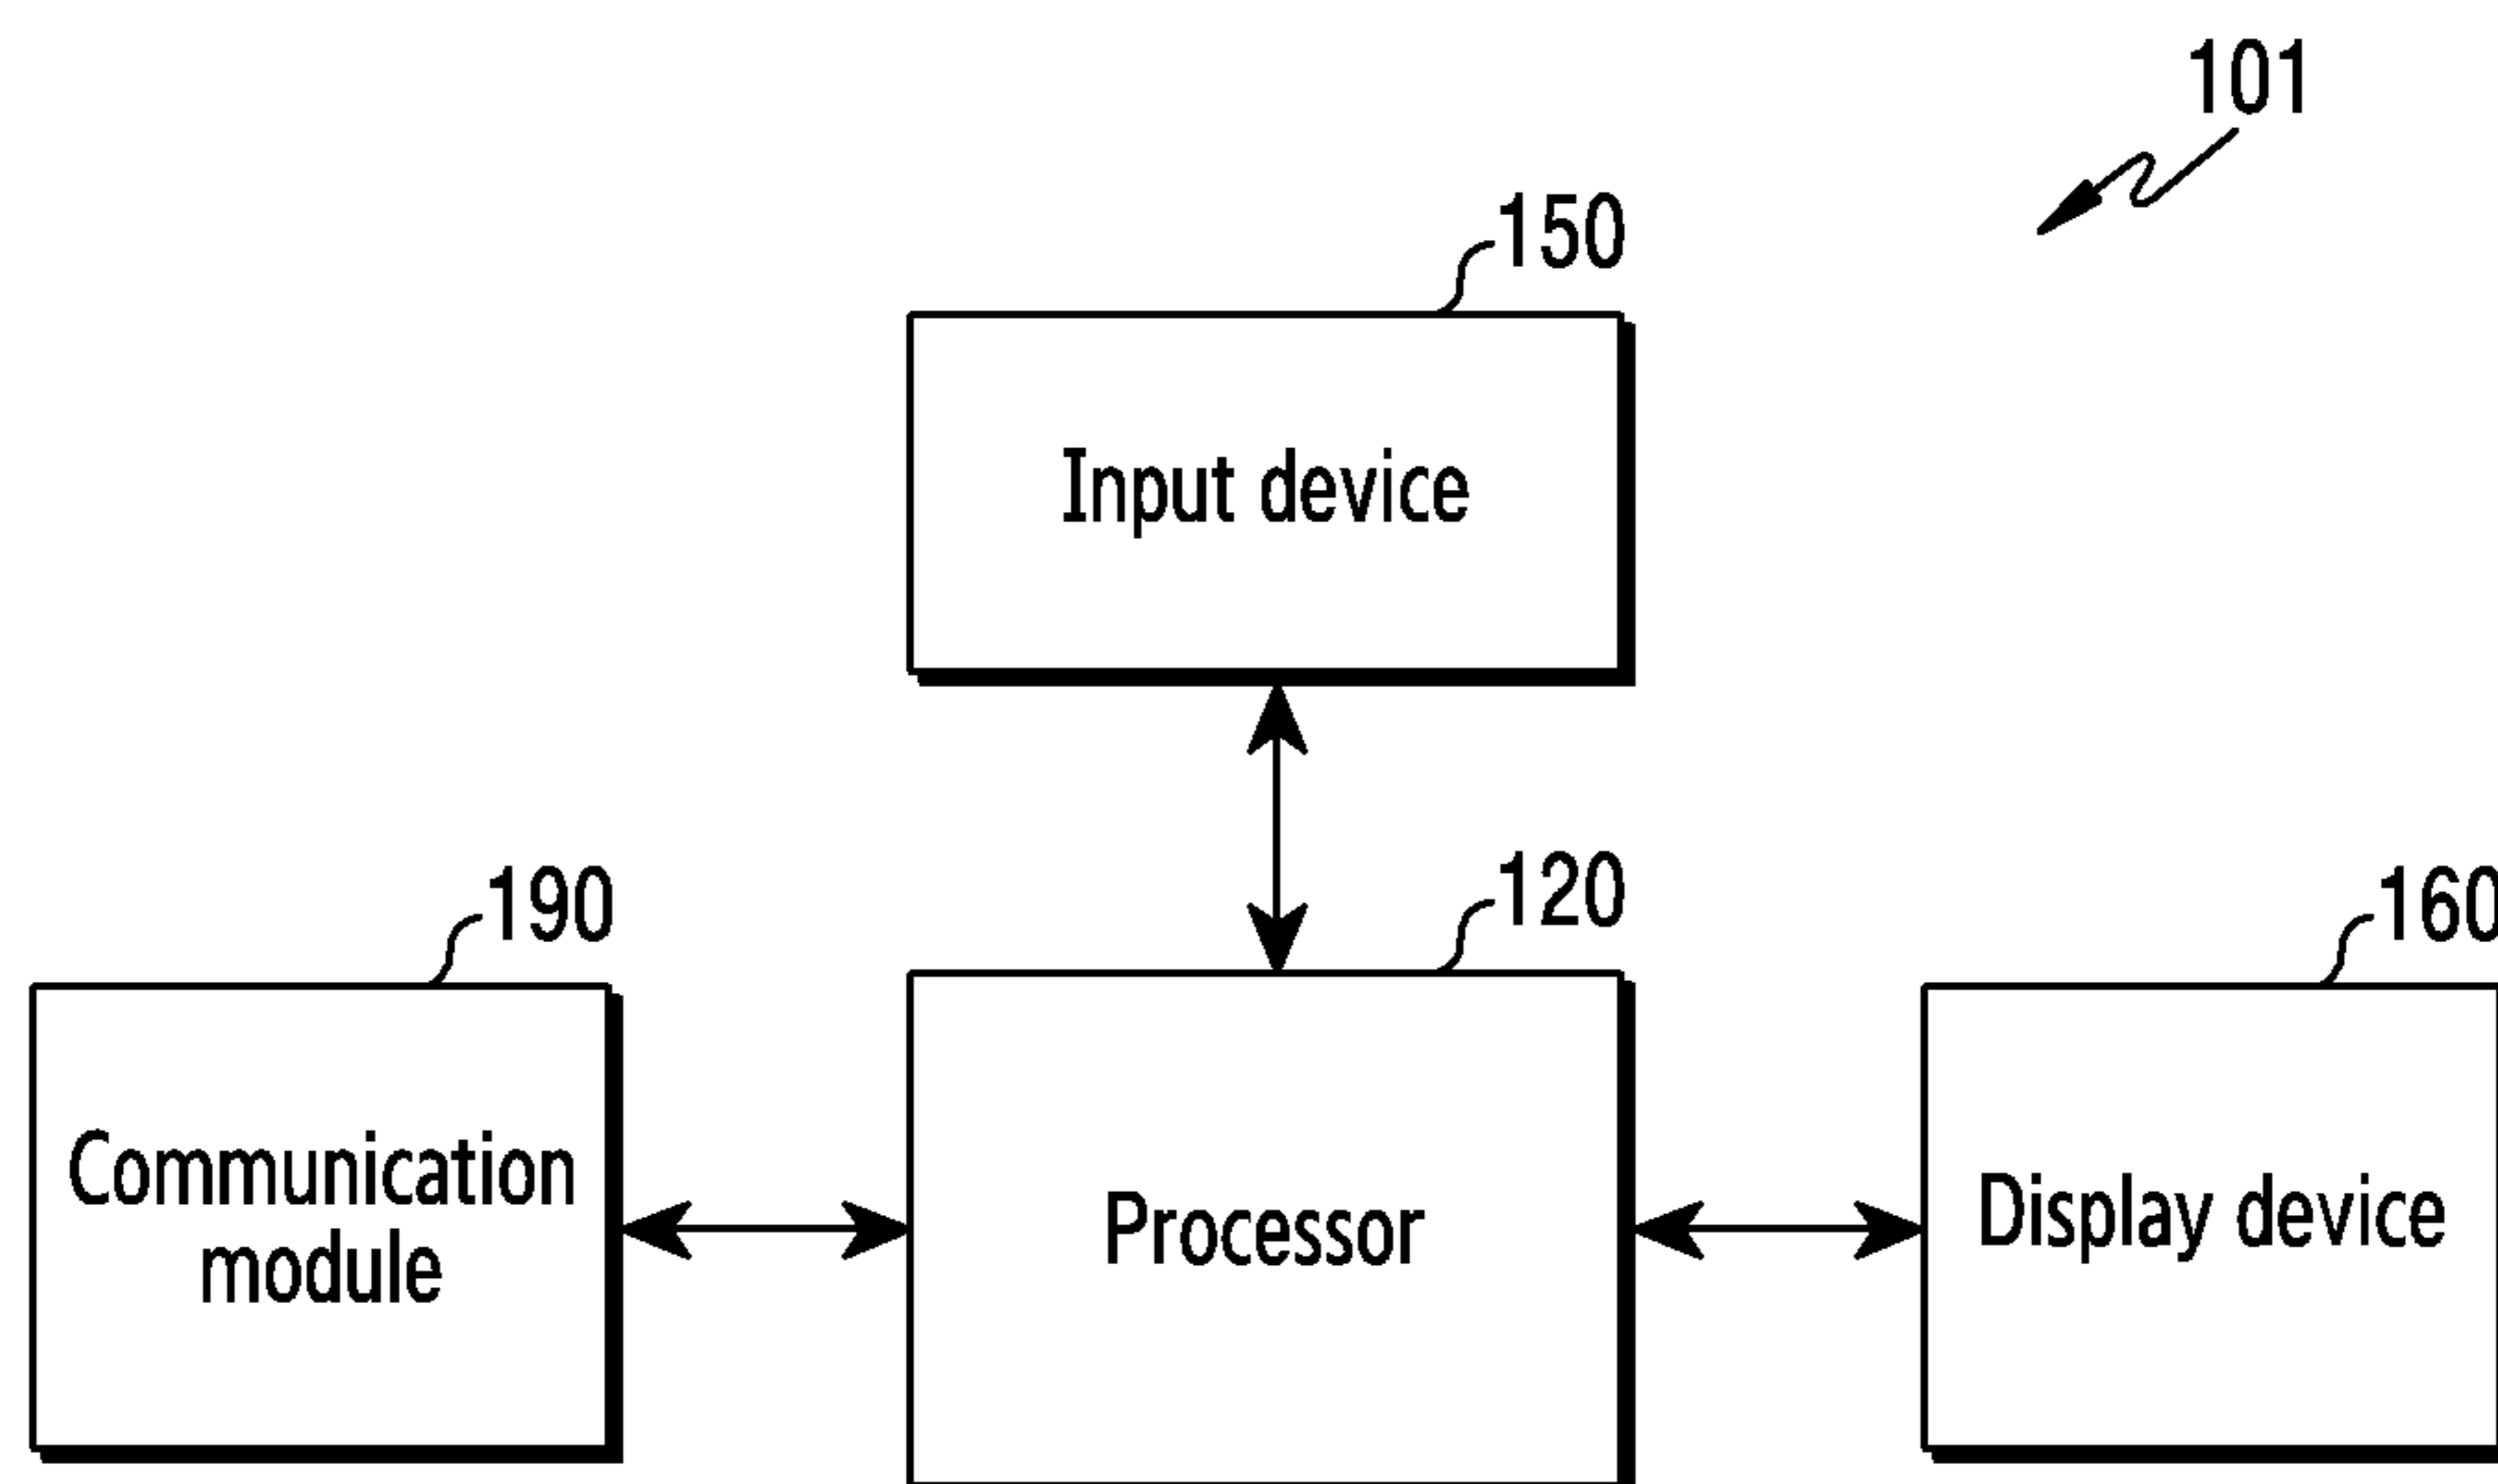 101
150
Input device
190
120
160
Communication
module
Processor
Display device